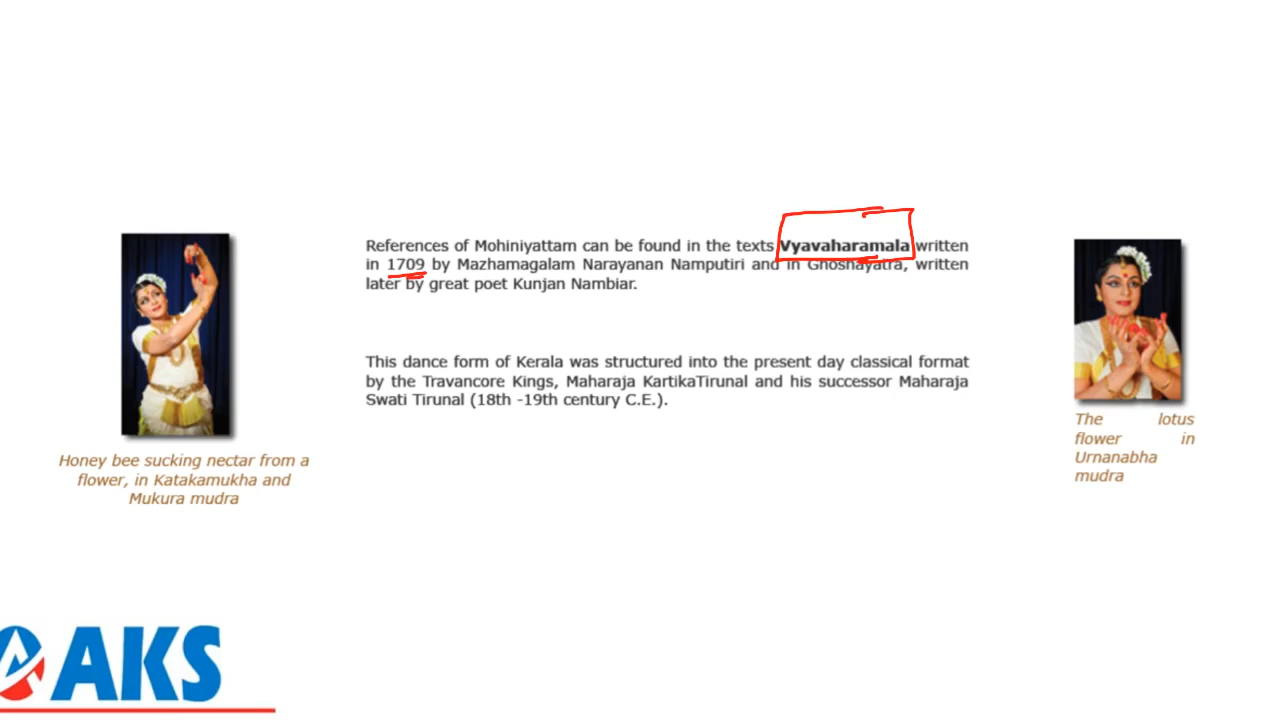 References of Mohiniyattam can be found in the texts Vyavaharamala written
in 1709 by Mazhamagalam Narayanan Namputiri and in Ghoshayatra, written
later by great poet Kunjan Nambiar.
This dance form of Kerala was structured into the present day classical format
by the Travancore Kings, Maharaja KartikaTirunal and his successor Maharaja
Swati Tirunal (18th -19th century C.E.).
Honey bee sucking nectar from a
flower, in Katakamukha and
Mukura mudra
The lotus
flower in
Urnanabha
mudra
AKS